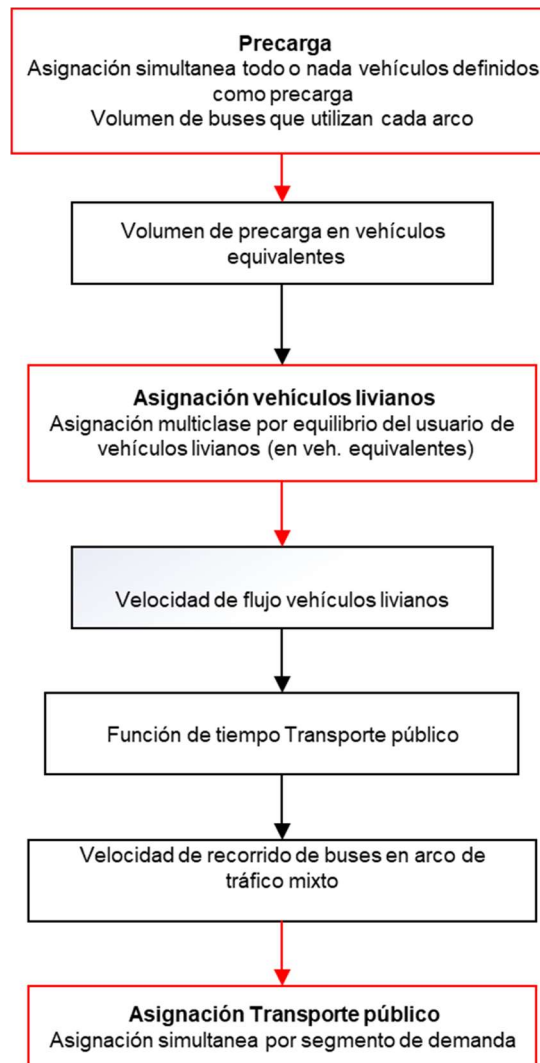 Precarga
Asignación simultanea todo o nada vehículos definidos
como precarga
Volumen de buses que utilizan cada arco
Volumen de precarga en vehículos
equivalentes
Asignación vehículos livianos
Asignación multiclase por equilibrio del usuario de
vehículos livianos (en veh. equivalentes)
Velocidad de flujo vehículos livianos
Función de tiempo Transporte público
Velocidad de recorrido de buses en arco de
tráfico mixto
Asignación Transporte público
Asignación simultanea por segmento de demanda